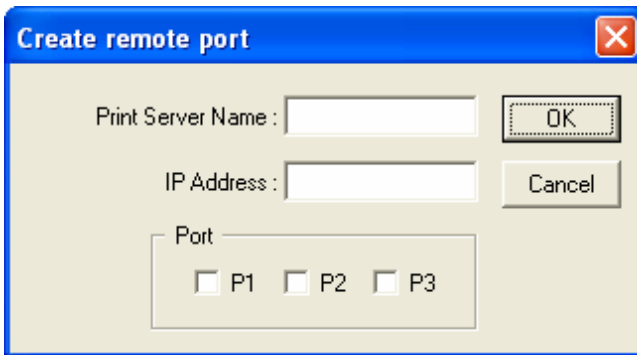 Create remote port
Print Server Name :
OK
IP Address :
Cancel
Port
P1 P2 P3